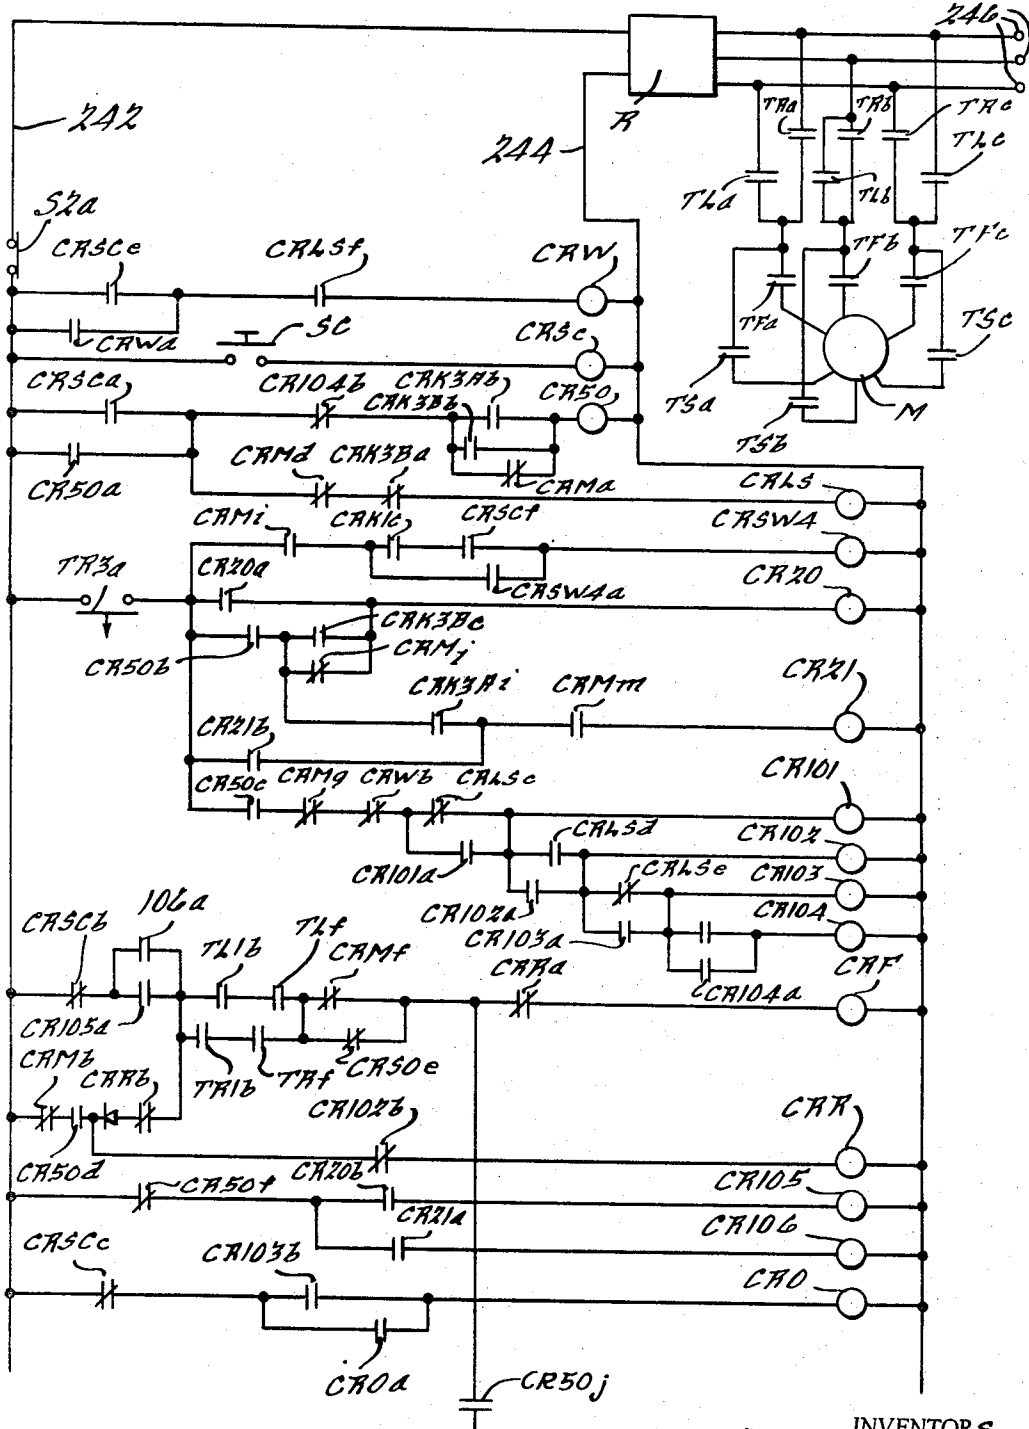 246
242
R
TRa
TRb
TRc
244
TLa
TLb
TLc
S2a
CRSCe
CRLSf
CRW
TFb
TFc
TFa
CRWa
SC
CRSC
TSC
CRSCa
CR104b
CRK3Ab
CR50
CRK3Bb
TSa
M
TSb
CR50a
CRMd
CRK3Ba
CRMa
CRLS
CRMi
CRK1c
CRSCf
CRSW4
TR3a
CR20a
CRSW4a
CR20
CRK3Bc
CR50b
CRMj
CRK3Ai
CRMm
CR21
CR21b
CR50c
CRMg
CRWb
CRLSc
CR101
CRLSd
CR102
CR101a
CRLSe
CR103
CR102a
CR104
CRSCb
106a
TL1b
TLf
CRMf
CR103a
CRRa
CRF
CR105a
CR104a
CRMb
CRRb
TR1b
TRf
CR50e
CR102b
CRR
CR50d
CR20b
CR105
CR50f
CR21a
CR106
CRSCc
CR103b
CRO
CROa
CR50j
INVENTORS